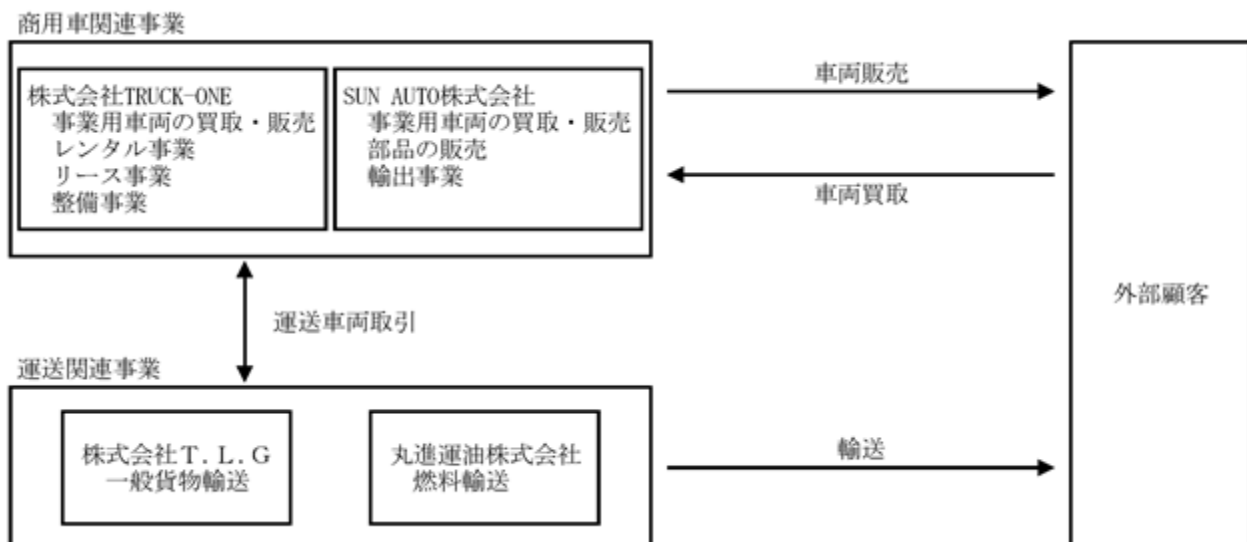 商用車関連事業
株式会社TRUCK-ONE
事業用車両の買取・販売
レンタル事業
リース事業
整備事業
SUN AUTO株式会社
事業用車両の買取・販売
部品の販売
輸出事業
車両販売
車両買取
外部顧客
運送車両取引
運送関連事業
株式会社T.L.G
一般貨物輸送
丸進運油株式会社
燃料輸送
輸送